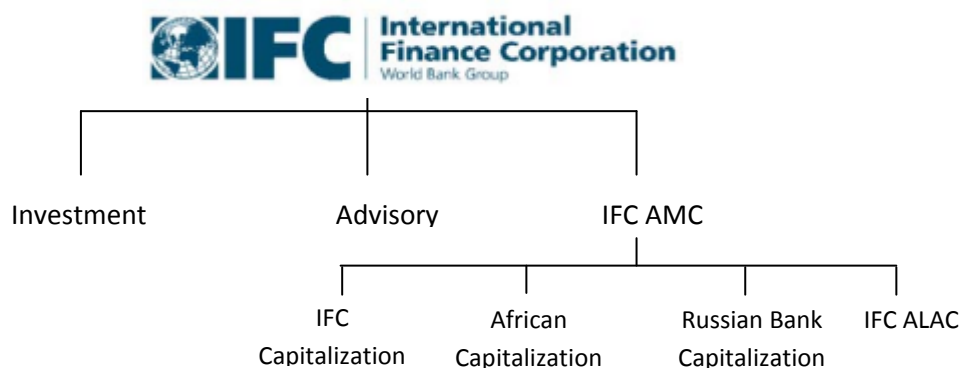 IFC
International
Finance Corporation
World Bank Group
Investment
Advisory
IFC AMC
IFC
Capitalization
African
Capitalization
Russian Bank
Capitalization
IFC ALAC